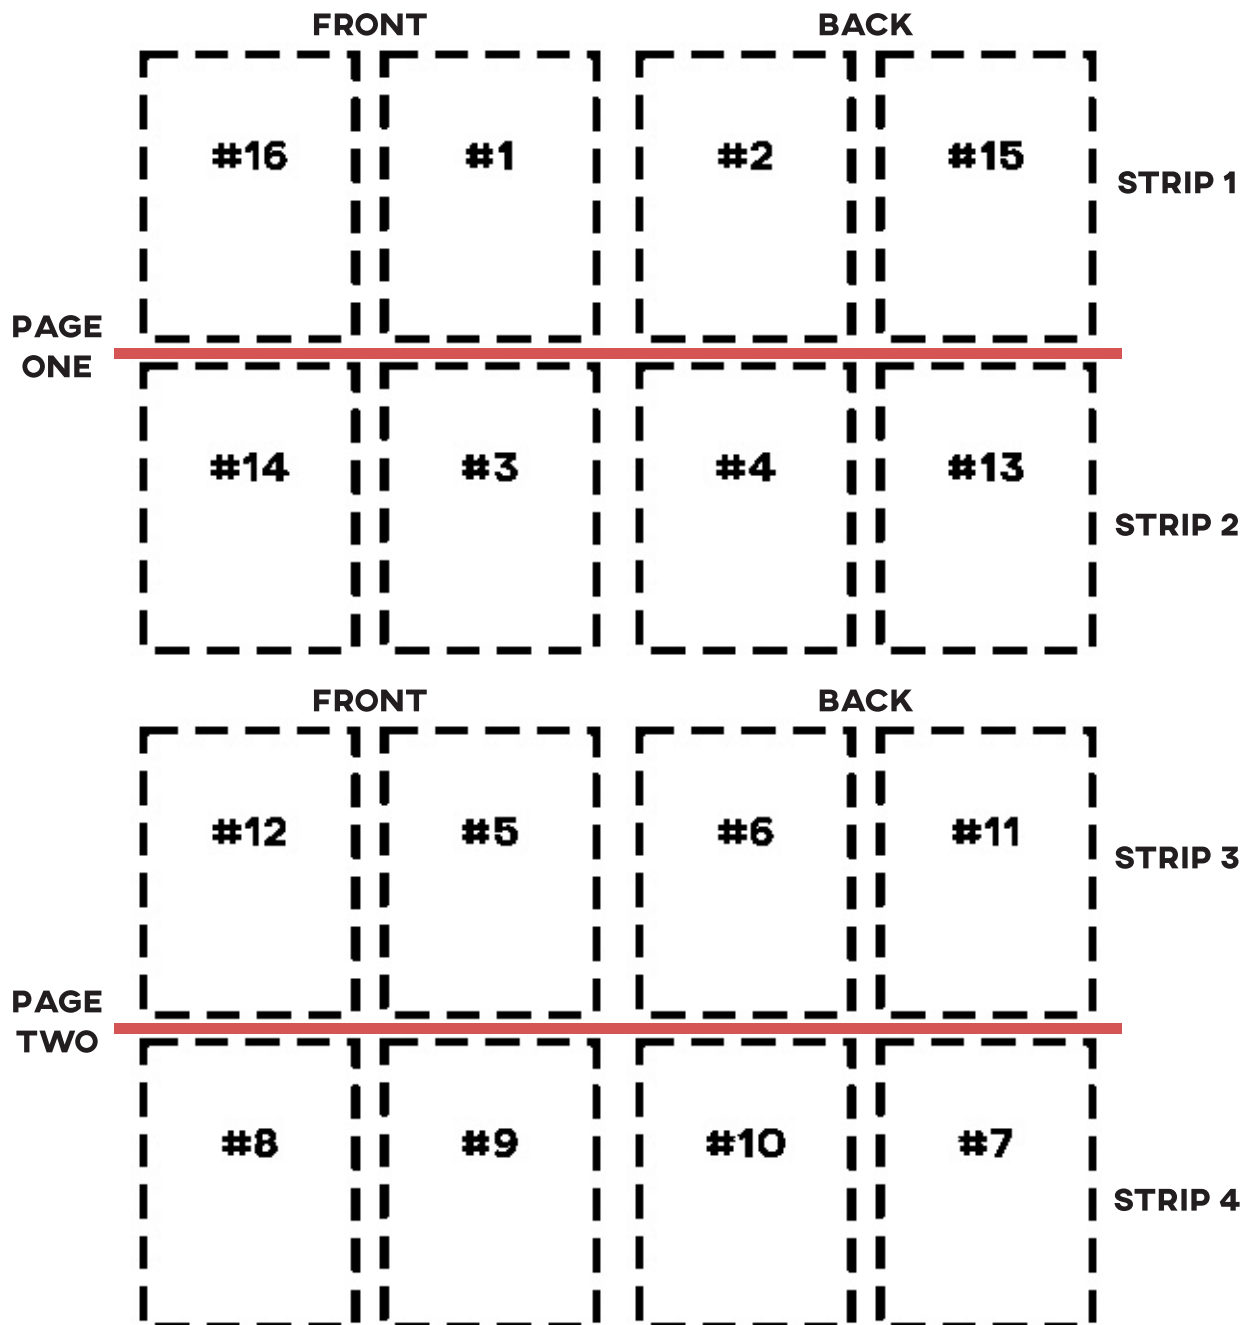 FRONT BACK
#16 #1 #2 #15
STRIP 1
PAGE
ONE
#14 #3 #4 #13
STRIP 2
FRONT BACK
#12 #5 #6 #11
STRIP 3
PAGE
TWO
#8 #9 #10 #7
STRIP 4